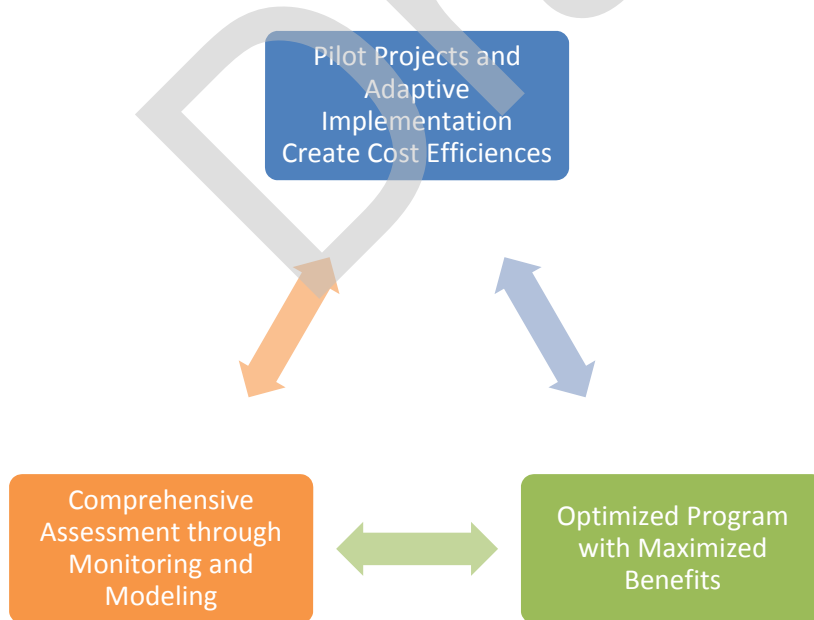 Pilot Projects and
Adaptive
Implementation
Create Cost Efficiences
Comprehensive
Assessment through
Monitoring and
Modeling
Optimized Program
with Maximized
Benefits